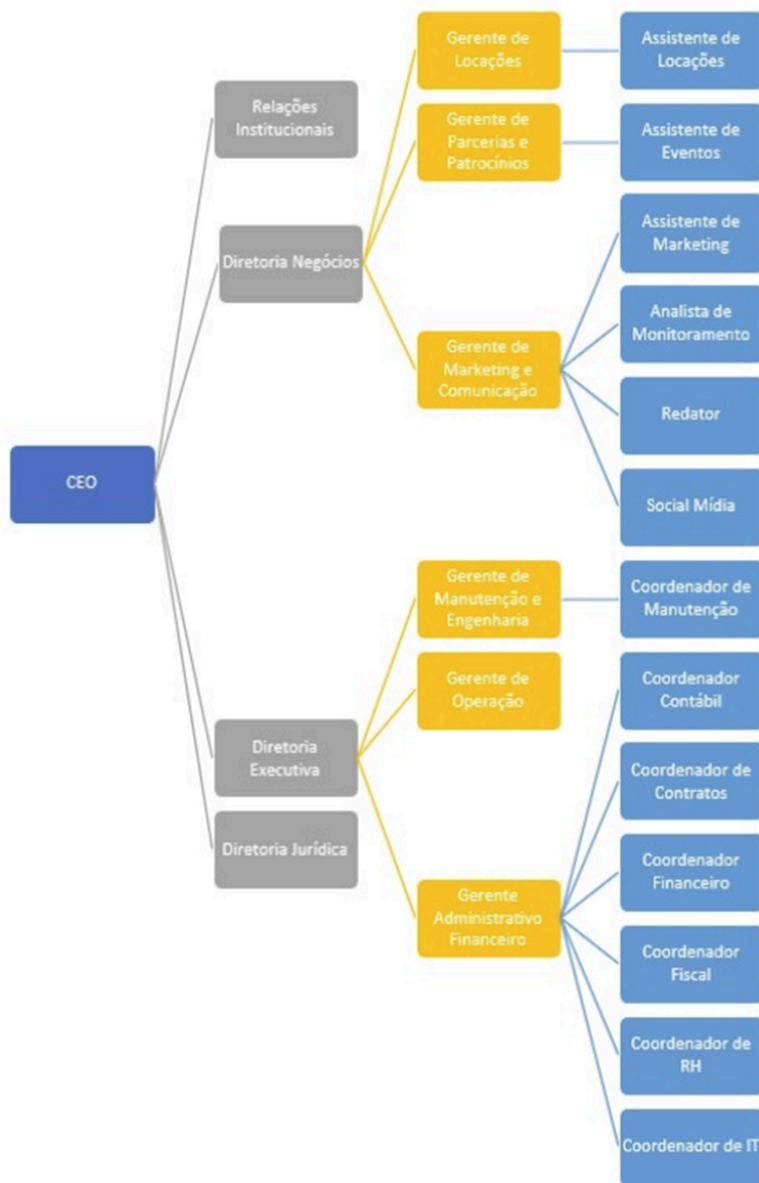 Gerente de
Locações
Assistente de
Locações
Relações
Institucionais
Gerente de
Parcerias e
Patrocínios
Assistente de
Eventos
Diretoria Negócios
Assistente de
Marketing
Analista de
Monitoramento
Gerente de
Marketing e
Comunicação
Redator
CEO
Social Mídia
Gerente de
Manutenção e
Engenharia
Coordenador de
Manutenção
Gerente de
Operação
Coordenador
Contábil
Diretoria
Executiva
Coordenador de
Contratos
Diretoria Jurídica
Coordenador
Financeiro
Gerente
Administrativo
Financeiro
Coordenador
Fiscal
Coordenador de
RH
Coordenador de IT